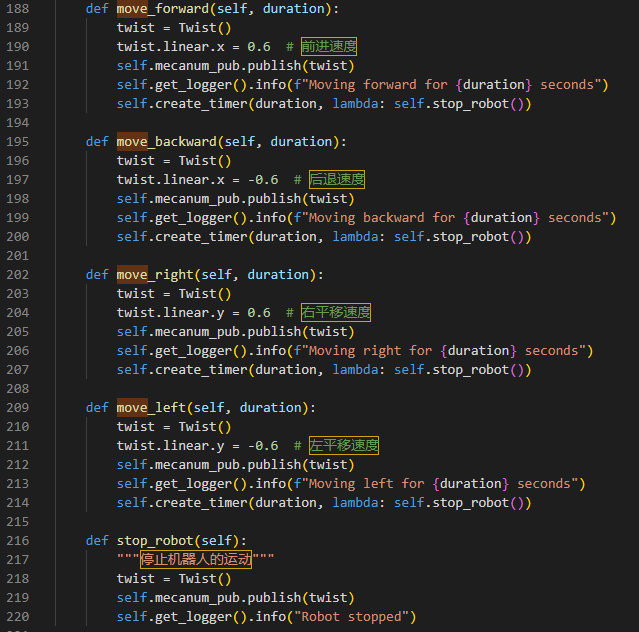 188 def move_forward(self, duration):
189 twist = Twist()
190 twist.linear.x = 0.6 # 前进速度
191 self.mecanum_pub.publish(twist)
192 self.get_logger().info(f"Moving forward for {duration} seconds")
193 self.create_timer(duration, lambda: self.stop_robot())
194
195 def move_backward(self, duration):
196 twist = Twist()
197 twist.linear.x = -0.6 # 后退速度
198 self.mecanum_pub.publish(twist)
199 self.get_logger().info(f"Moving backward for {duration} seconds")
200 self.create_timer(duration, lambda: self.stop_robot())
201
202 def move_right(self, duration):
203 twist = Twist()
204 twist.linear.y = 0.6 # 右平移速度
205 self.mecanum_pub.publish(twist)
206 self.get_logger().info(f"Moving right for {duration} seconds")
207 self.create_timer(duration, lambda: self.stop_robot())
208
209 def move_left(self, duration):
210 twist = Twist()
211 twist.linear.y = -0.6 # 左平移速度
212 self.mecanum_pub.publish(twist)
213 self.get_logger().info(f"Moving left for {duration} seconds")
214 self.create_timer(duration, lambda: self.stop_robot())
215
216 def stop_robot(self):
217 """停止机器人的运动"""
218 twist = Twist()
219 self.mecanum_pub.publish(twist)
220 self.get_logger().info("Robot stopped")